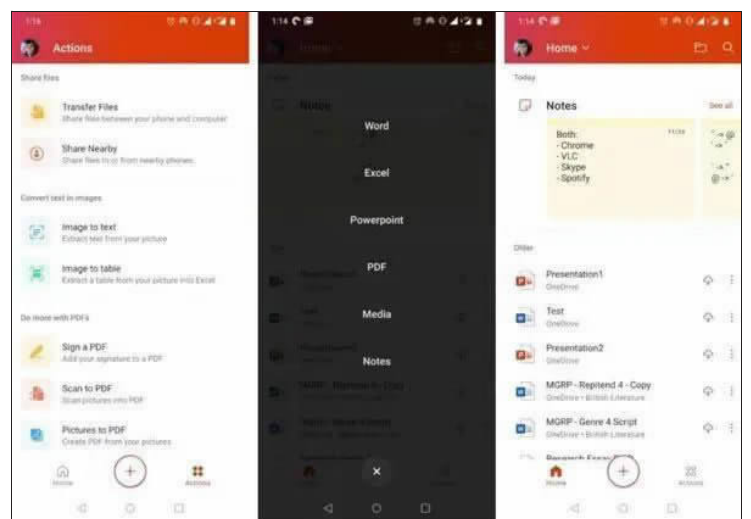 1:16
Actions
Share files
Transfer Files
Share files between your phone and computer
Share Nearby
Share files to or from nearby phones.
Convert text in images
Image to text
Extract text from your picture
Image to table
Extract a table from your picture into Excel
Do more with PDFs
Sign a PDF
Add your signature to a PDF
Scan to PDF
Scan pictures into PDF
Pictures to PDF
Create PDF from your pictures
Home
Actions
1:14
Home
Notes
Word
Excel
Powerpoint
PDF
Media
Notes
1:14
Home
Today
Notes
See all
Both:
- Chrome
- VLC
- Skype
- Spotify
Older
Presentation1
OneDrive
Test
OneDrive
Presentation2
OneDrive
MGRP - Repitend 4 - Copy
OneDrive • British Literature
MGRP - Genre 4 Script
OneDrive • British Literature
Home
Actions